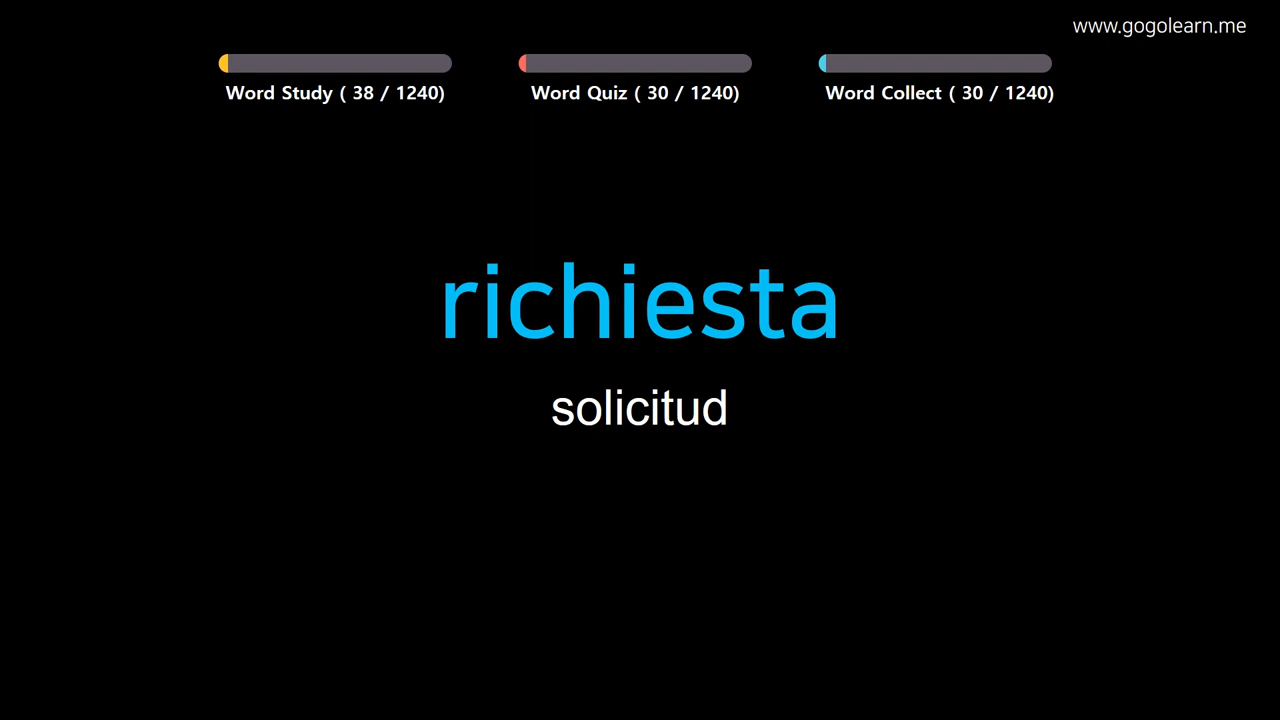 www.gogolearn.me
Word Study ( 38 / 1240)
Word Quiz ( 30 / 1240)
Word Collect ( 30 / 1240)
richiesta
solicitud